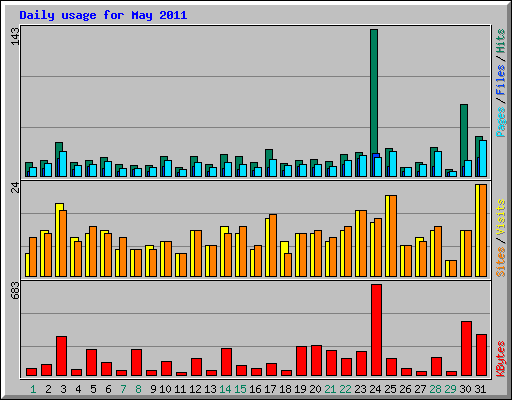 Daily usage for May 2011
143
Pages / Files / Hits
24
Sites / Visits
683
KBytes
1 2 3 4 5 6 7 8 9 10 11 12 13 14 15 16 17 18 19 20 21 22 23 24 25 26 27 28 29 30 31